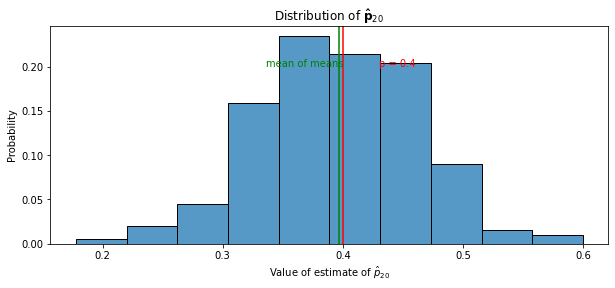 Distribution of p̂₂₀
0.20
0.15
0.10
0.05
0.00
Probability
mean of means
p = 0.4
0.2 0.3 0.4 0.5 0.6
Value of estimate of p̂₂₀